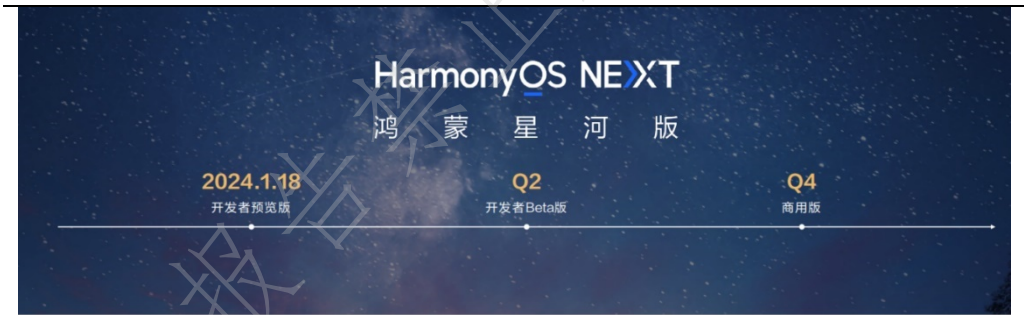 HarmonyOS NEXT
鸿蒙星河版
2024.1.18
开发者预览版
Q2
开发者Beta版
Q4
商用版